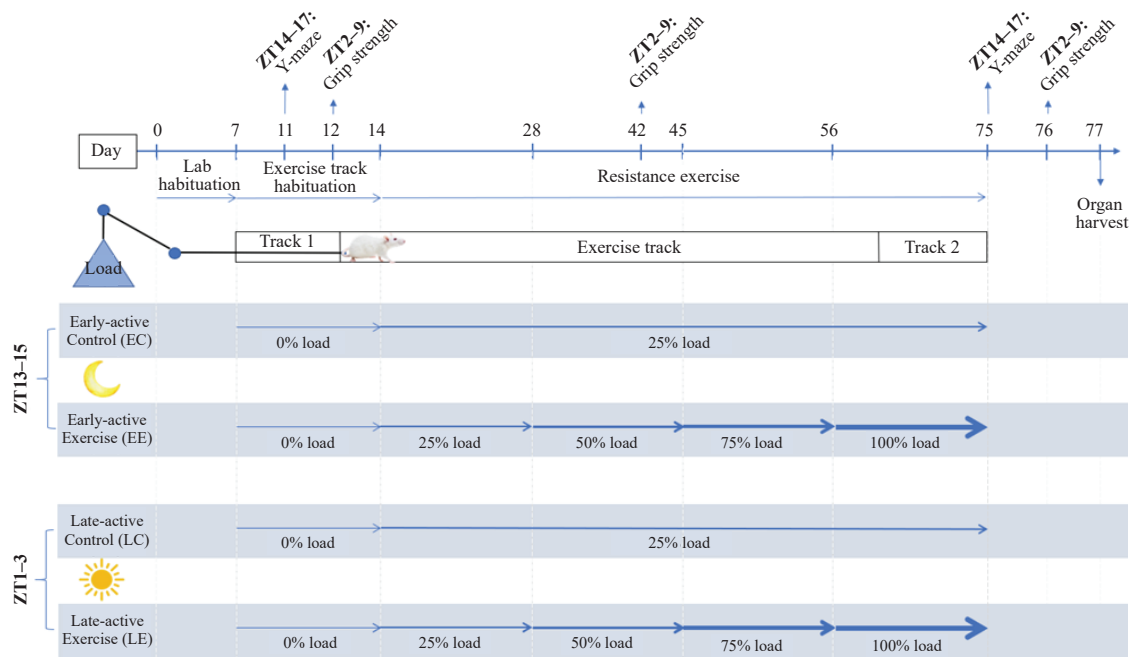 ZT14–17:
Y-maze
ZT2–9:
Grip strength
ZT2–9:
Grip strength
ZT14–17:
Y-maze
ZT2–9:
Grip strength
0 7 11 12 14 28 42 45 56 75 76 77
Day
Lab
habituation
Exercise track
habituation
Resistance exercise
Organ
harvest
Load
Track 1
Exercise track
Track 2
ZT13–15
Early-active
Control (EC)
0% load
25% load
Early-active
Exercise (EE)
0% load
25% load
50% load
75% load
100% load
ZT1–3
Late-active
Control (LC)
0% load
25% load
Late-active
Exercise (LE)
0% load
25% load
50% load
75% load
100% load